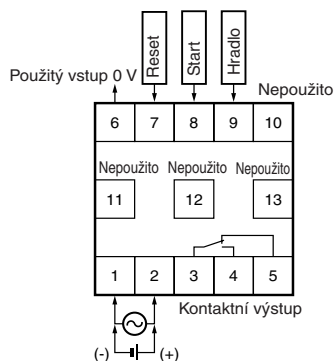 Reset
Start
Hradlo
Použitý vstup 0 V
Nepoužito
6 7 8 9 10
Nepoužito Nepoužito Nepoužito
11 12 13
1 2 3 4 5
Kontaktní výstup
(-) (+)